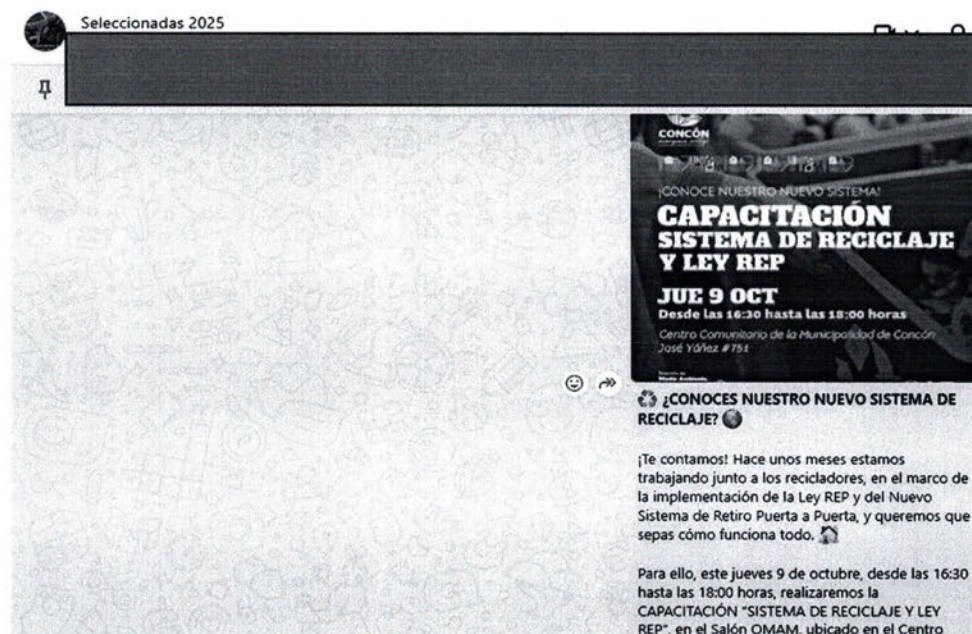 Seleccionadas 2025
CONCÓN
¡CONOCE NUESTRO NUEVO SISTEMA!
CAPACITACIÓN
SISTEMA DE RECICLAJE
Y LEY REP
JUE 9 OCT
Desde las 16:30 hasta las 18:00 horas
Centro Comunitario de la Municipalidad de Concón
José Yáñez #751
Medio Ambiente
¿CONOCES NUESTRO NUEVO SISTEMA DE
RECICLAJE?
¡Te contamos! Hace unos meses estamos
trabajando junto a los recicladores, en el marco de
la implementación de la Ley REP y del Nuevo
Sistema de Retiro Puerta a Puerta, y queremos que
sepas cómo funciona todo.
Para ello, este jueves 9 de octubre, desde las 16:30
hasta las 18:00 horas, realizaremos la
CAPACITACIÓN "SISTEMA DE RECICLAJE Y LEY
REP", en el Salón OMAM, ubicado en el Centro